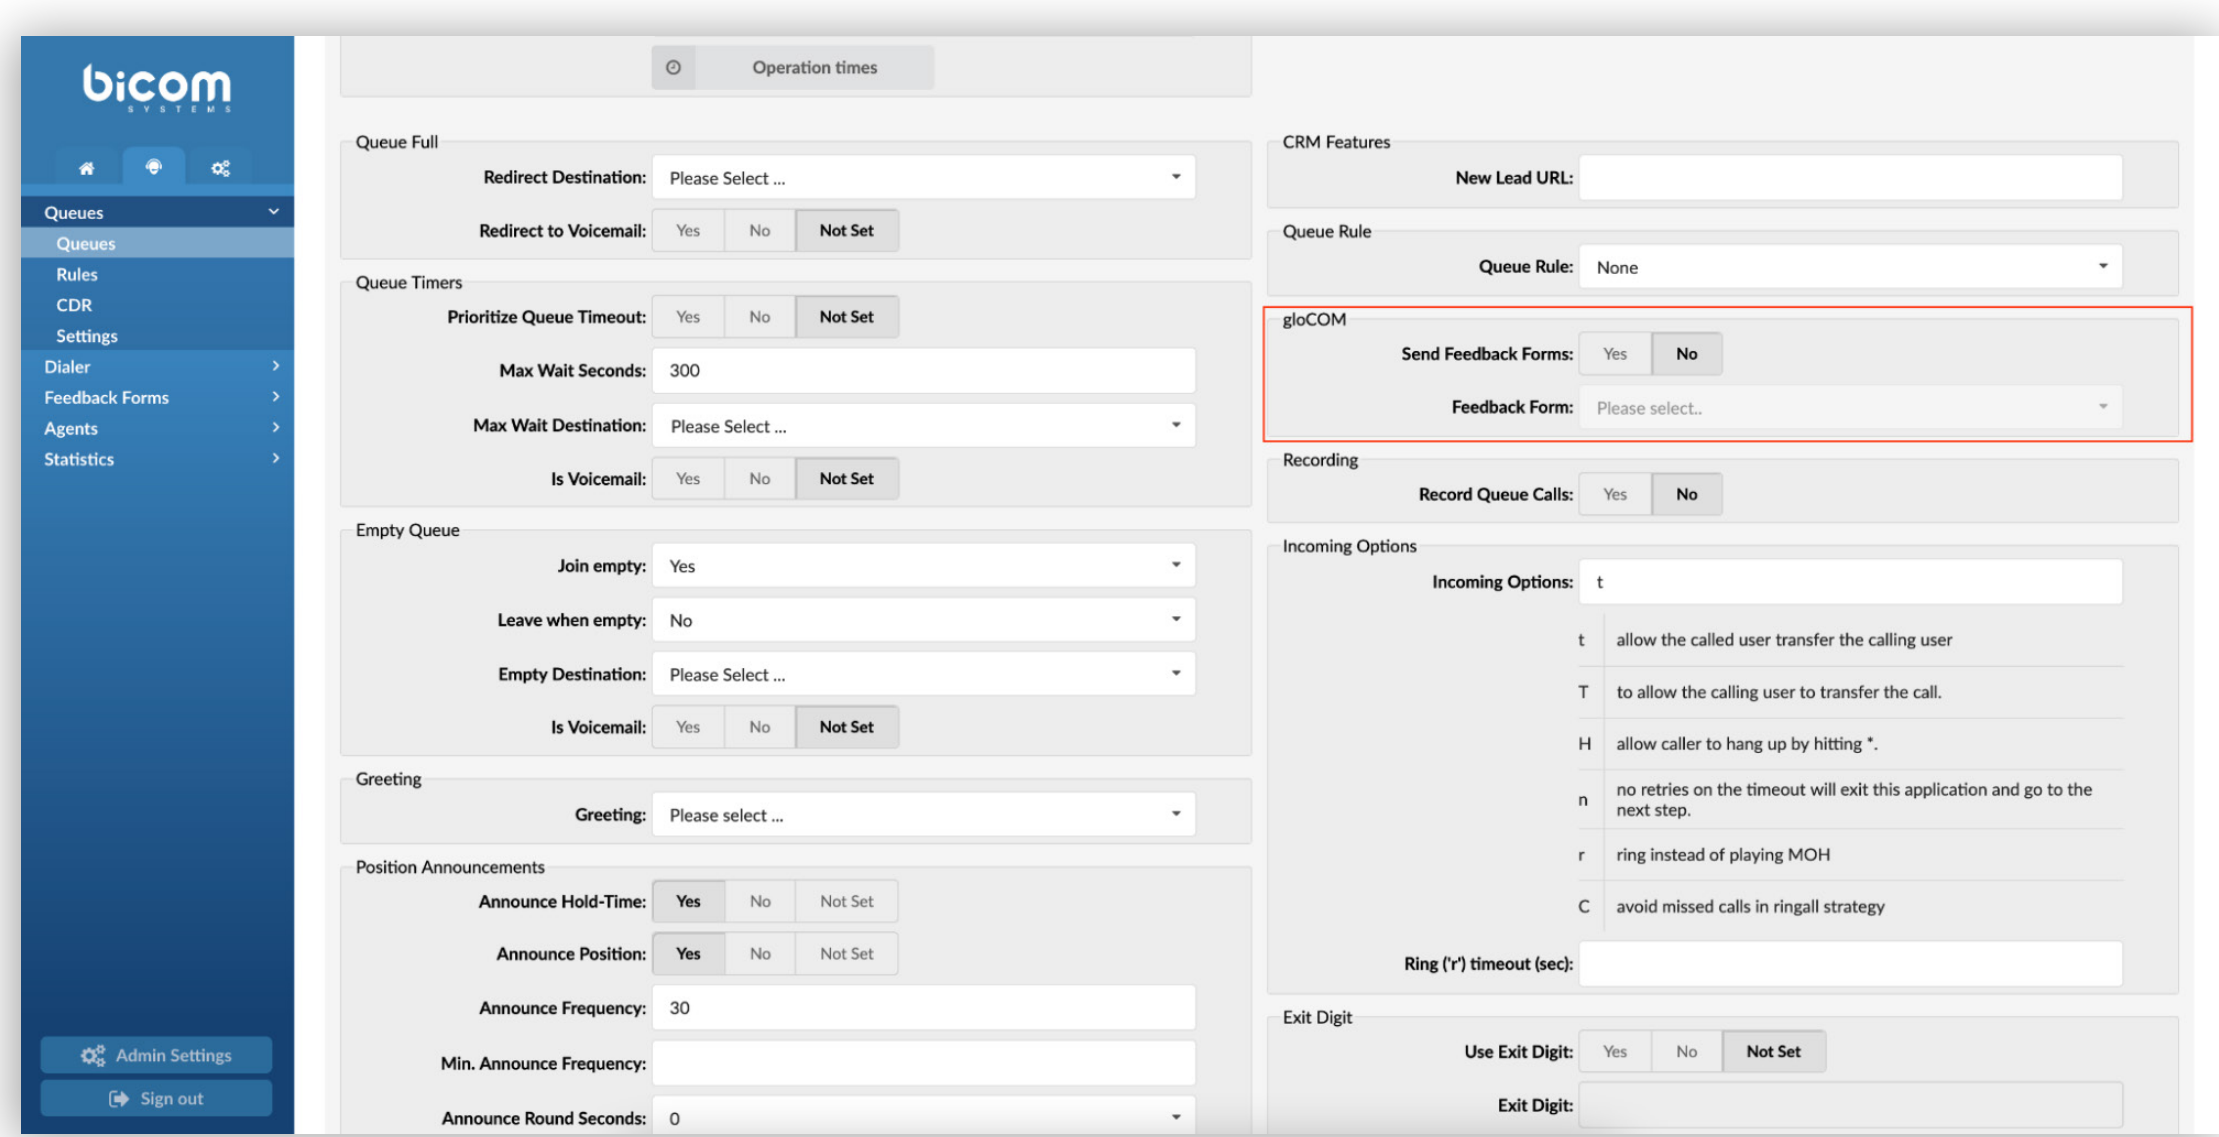 bicom
SYSTEMS
Queues
Queues
Rules
CDR
Settings
Dialer
Feedback Forms
Agents
Statistics
Admin Settings
Sign out
Operation times
Queue Full
Redirect Destination: Please Select ...
Redirect to Voicemail: Yes No Not Set
Queue Timers
Prioritize Queue Timeout: Yes No Not Set
Max Wait Seconds: 300
Max Wait Destination: Please Select ...
Is Voicemail: Yes No Not Set
Empty Queue
Join empty: Yes
Leave when empty: No
Empty Destination: Please Select ...
Is Voicemail: Yes No Not Set
Greeting
Greeting: Please select ...
Position Announcements
Announce Hold-Time: Yes No Not Set
Announce Position: Yes No Not Set
Announce Frequency: 30
Min. Announce Frequency:
Announce Round Seconds: 0
CRM Features
New Lead URL:
Queue Rule
Queue Rule: None
gloCOM
Send Feedback Forms: Yes No
Feedback Form: Please select..
Recording
Record Queue Calls: Yes No
Incoming Options
Incoming Options: t
t allow the called user transfer the calling user
T to allow the calling user to transfer the call.
H allow caller to hang up by hitting *.
n no retries on the timeout will exit this application and go to the
next step.
r ring instead of playing MOH
C avoid missed calls in ringall strategy
Ring ('r') timeout (sec):
Exit Digit
Use Exit Digit: Yes No Not Set
Exit Digit: